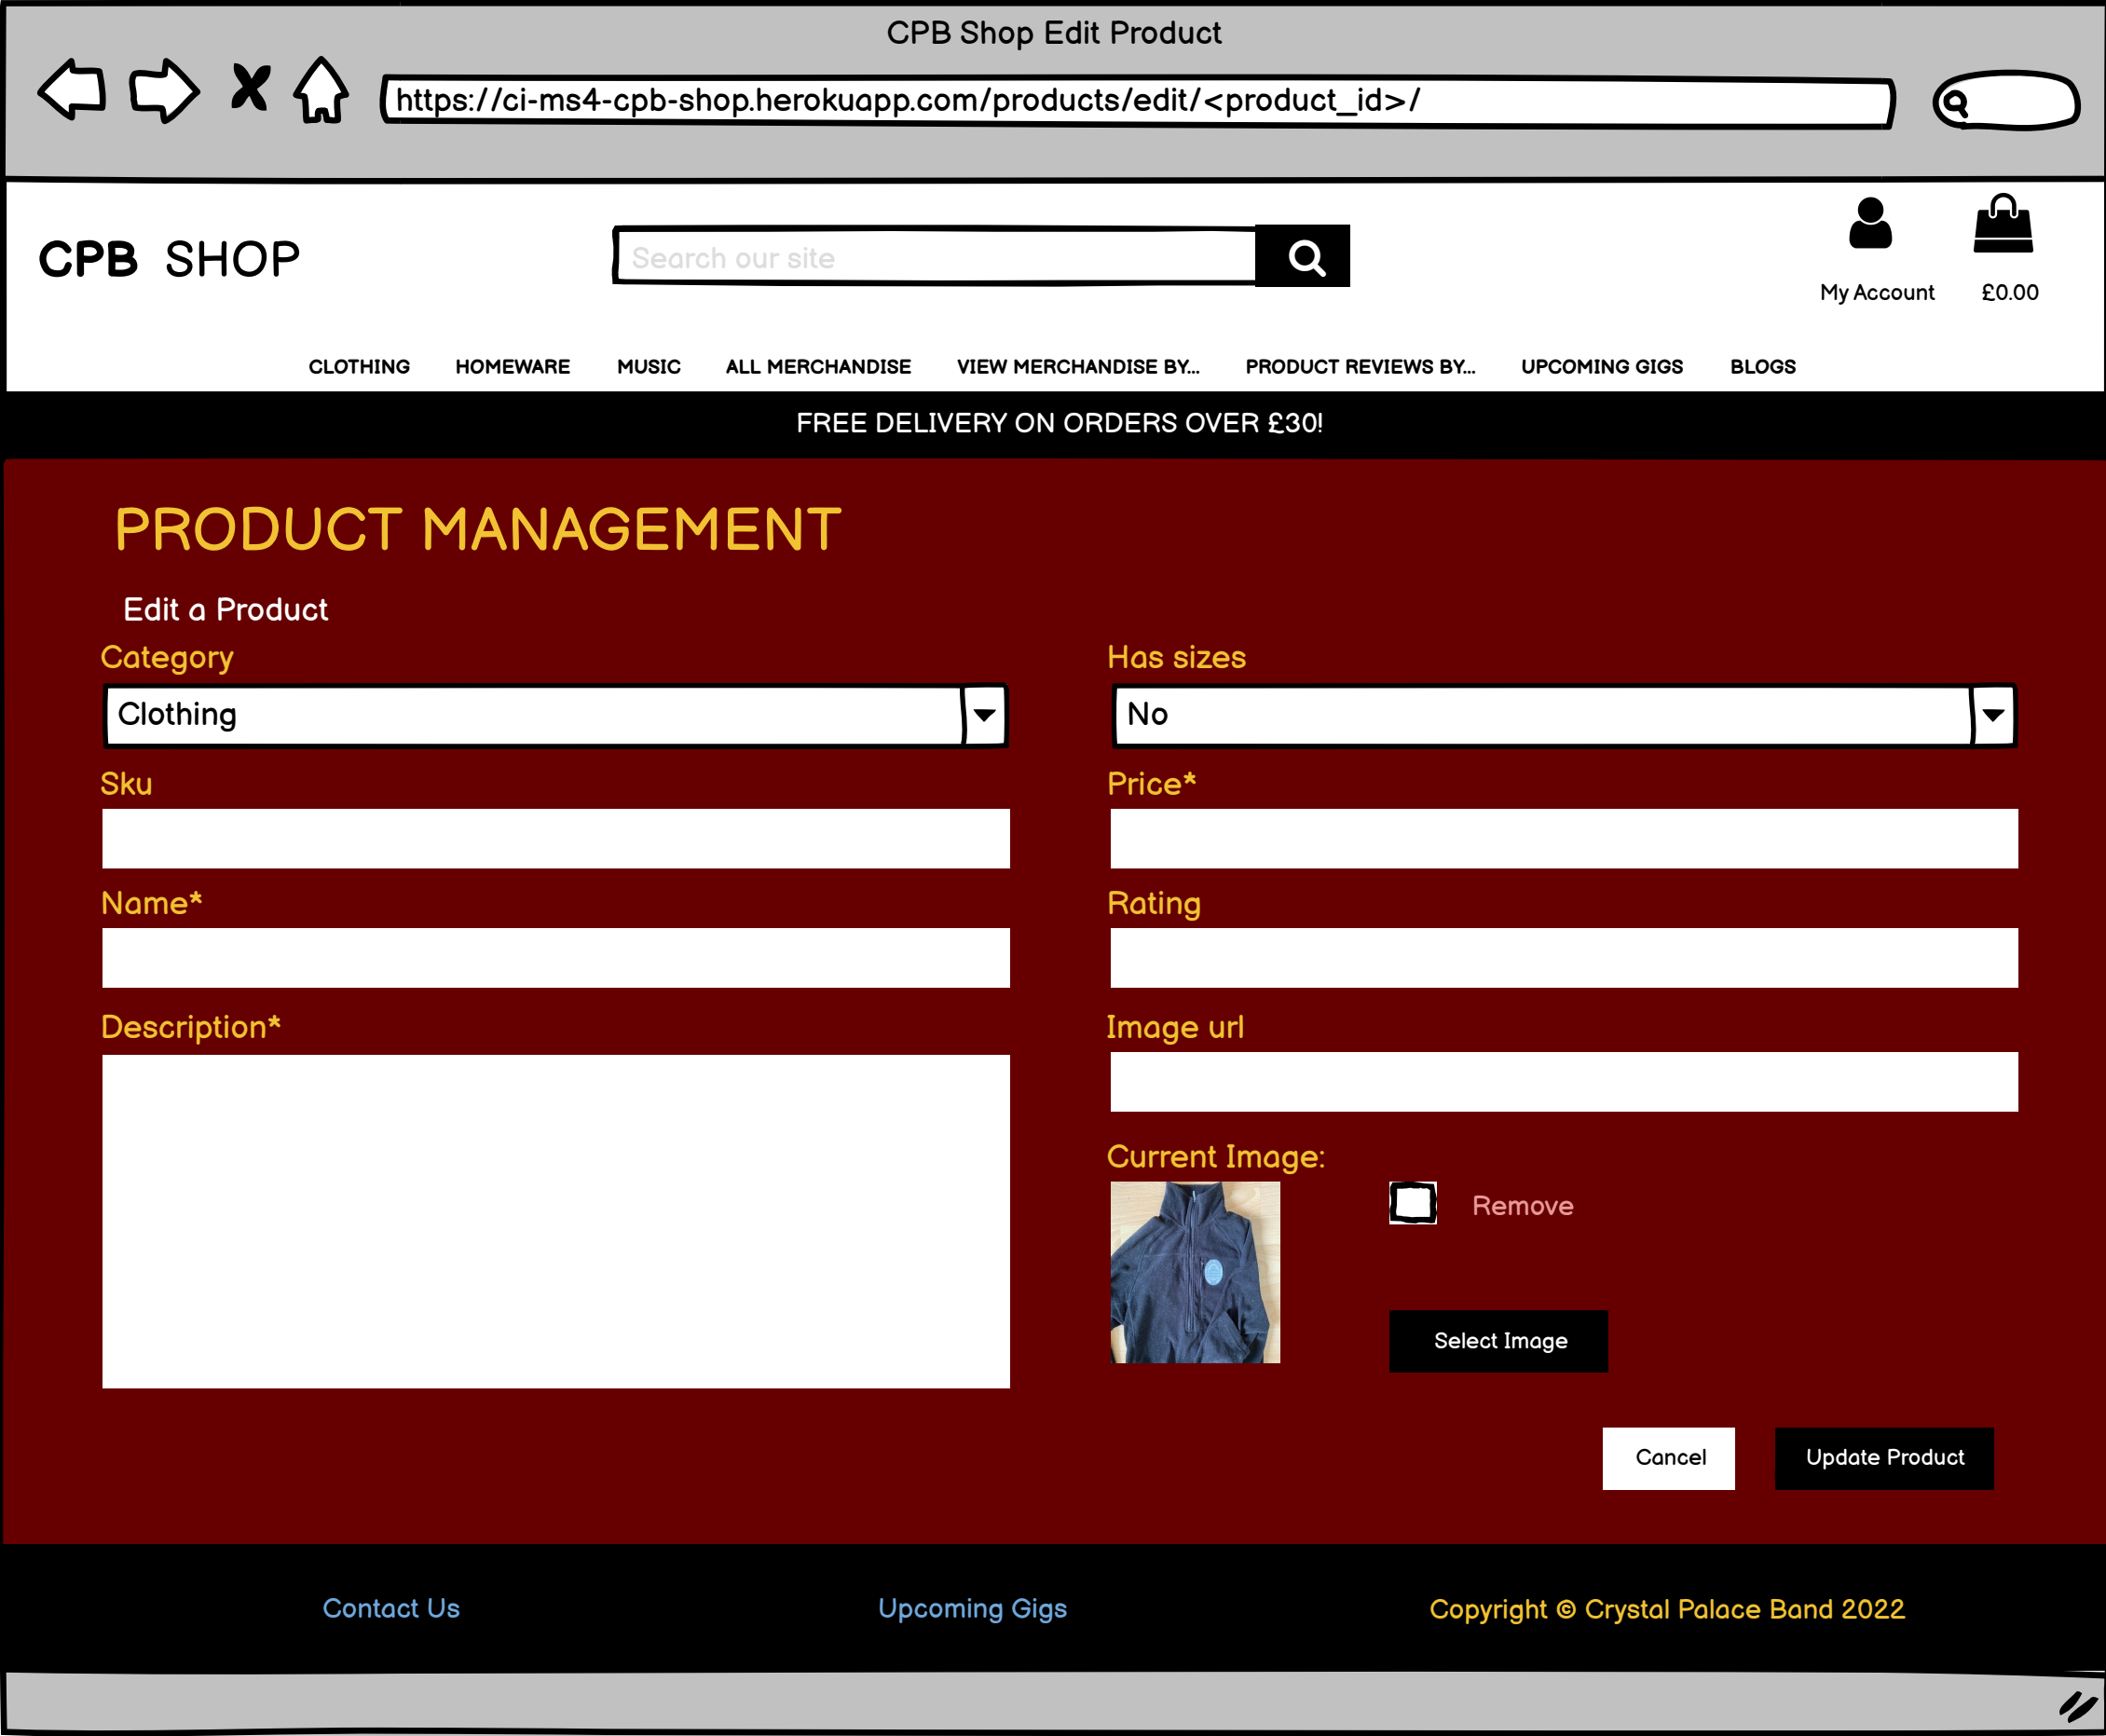 CPB Shop Edit Product
https://ci-ms4-cpb-shop.herokuapp.com/products/edit/<product_id>/
CPB SHOP
Search our site
My Account
£0.00
CLOTHING HOMEWARE MUSIC ALL MERCHANDISE VIEW MERCHANDISE BY... PRODUCT REVIEWS BY... UPCOMING GIGS BLOGS
FREE DELIVERY ON ORDERS OVER £30!
PRODUCT MANAGEMENT
Edit a Product
Category
Clothing
Sku
Name*
Description*
Has sizes
No
Price*
Rating
Image url
Current Image:
Remove
Select Image
Cancel
Update Product
Contact Us
Upcoming Gigs
Copyright © Crystal Palace Band 2022